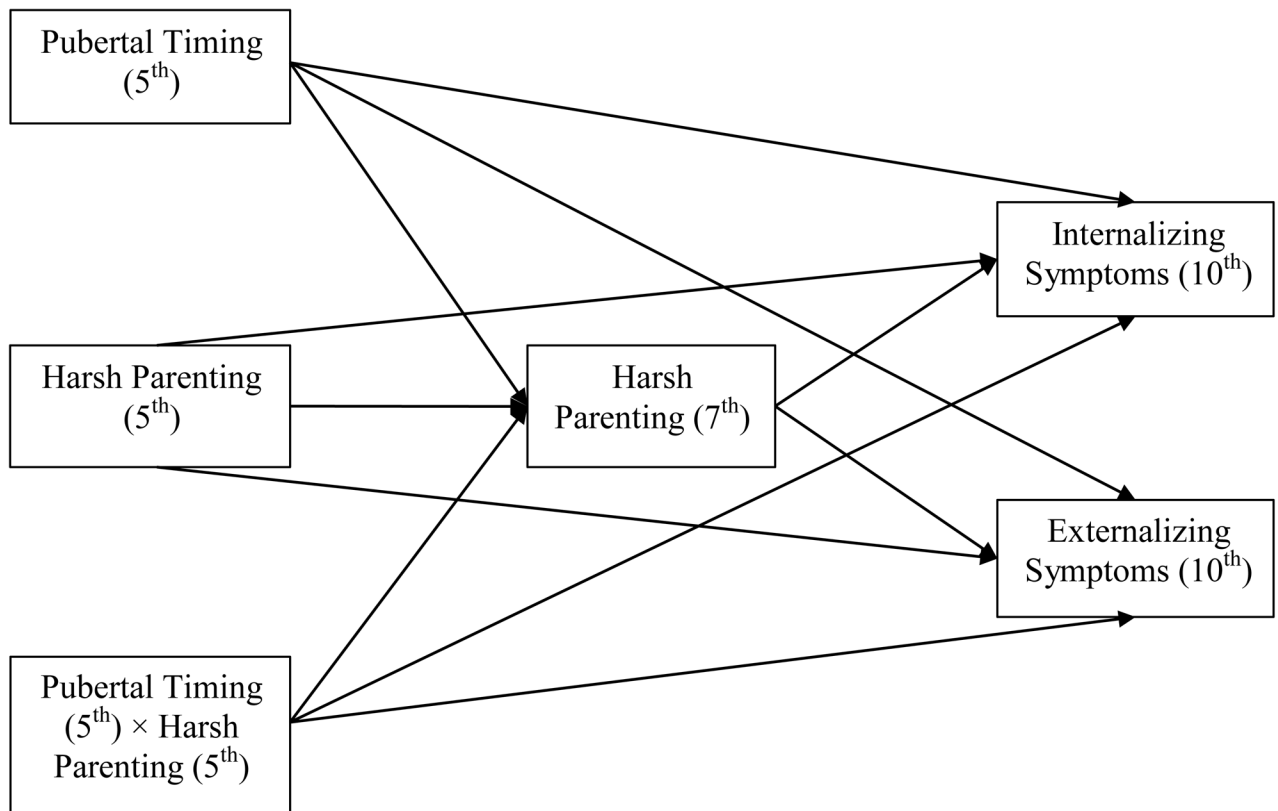 Pubertal Timing
(5th)
Internalizing
Symptoms (10th)
Harsh Parenting
(5th)
Harsh
Parenting (7th)
Externalizing
Symptoms (10th)
Pubertal Timing
(5th) × Harsh
Parenting (5th)